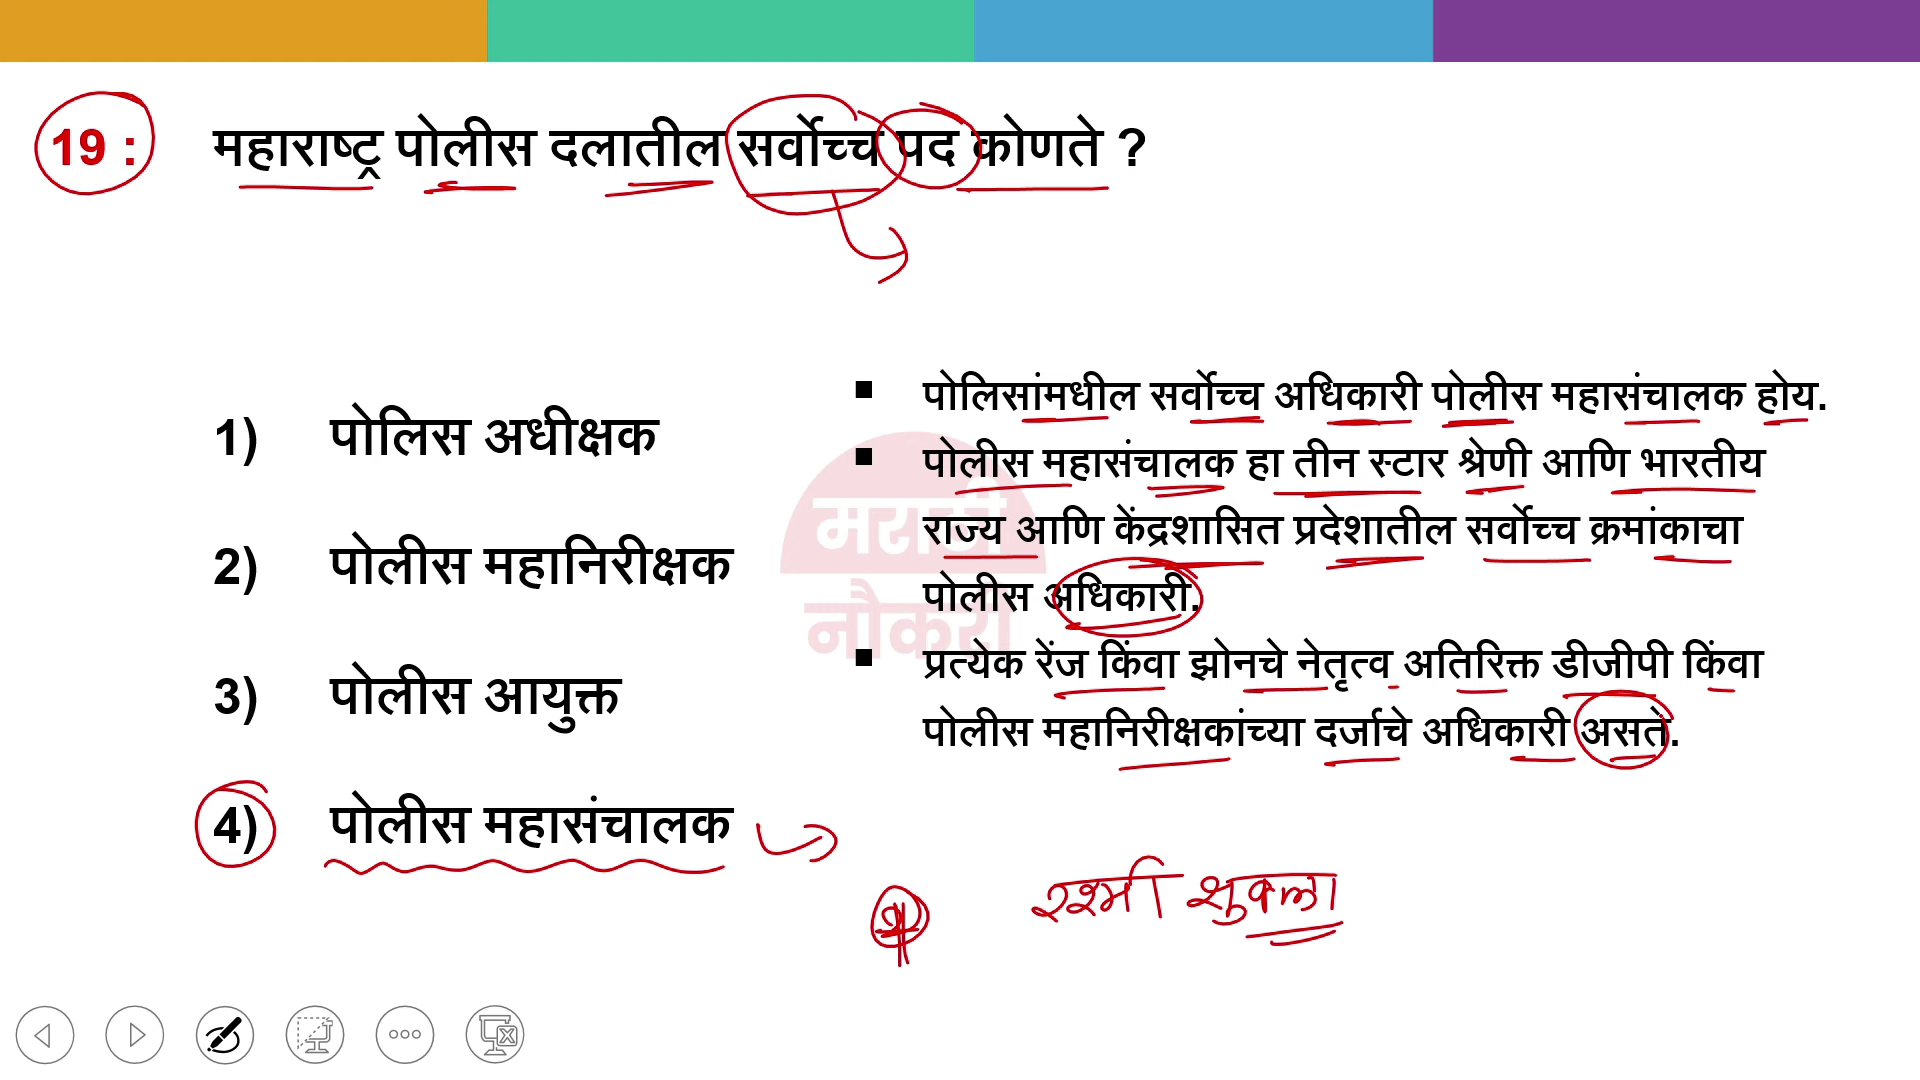 19 : महाराष्ट्र पोलीस दलातील सर्वोच्च पद कोणते ?
1) पोलिस अधीक्षक
2) पोलीस महानिरीक्षक
3) पोलीस आयुक्त
4) पोलीस महासंचालक
▪ पोलिसांमधील सर्वोच्च अधिकारी पोलीस महासंचालक होय.
▪ पोलीस महासंचालक हा तीन स्टार श्रेणी आणि भारतीय
राज्य आणि केंद्रशासित प्रदेशातील सर्वोच्च क्रमांकाचा
पोलीस अधिकारी.
▪ प्रत्येक रेंज किंवा झोनचे नेतृत्व अतिरिक्त डीजीपी किंवा
पोलीस महानिरीक्षकांच्या दर्जाचे अधिकारी असते.
रश्मी शुक्ला
मराठी
नौकरी